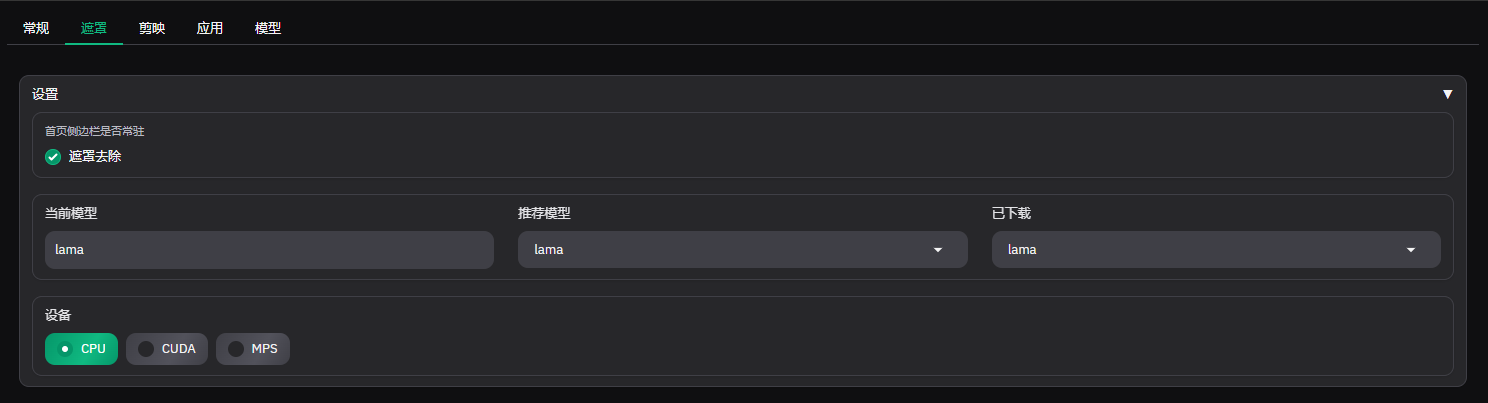 常规 遮罩 剪映 应用 模型
设置 ▼
首页侧边栏是否常驻
遮罩去除
当前模型 推荐模型 已下载
lama lama lama
设备
CPU CUDA MPS